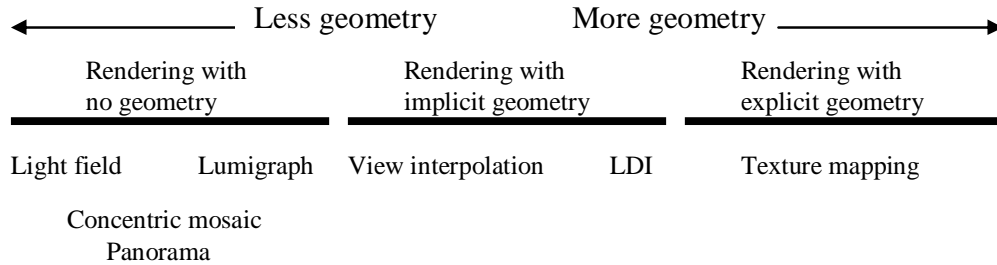 Less geometry More geometry
Rendering with no geometry
Rendering with implicit geometry
Rendering with explicit geometry
Light field Lumigraph View interpolation LDI Texture mapping
Concentric mosaic
Panorama